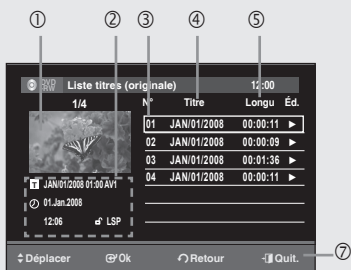 ① ② ③ ④ ⑤
DVD RW Liste titres (originale) 12:00
1/4 N° Titre Longu Éd.
01 JAN/01/2008 00:00:11 ►
02 JAN/01/2008 00:00:09 ►
03 JAN/01/2008 00:01:36 ►
04 JAN/01/2008 00:00:11 ►
T JAN/01/2008 01:00 AV1
01.Jan.2008
12:06 LSP
Déplacer Ok Retour Quit.
⑦